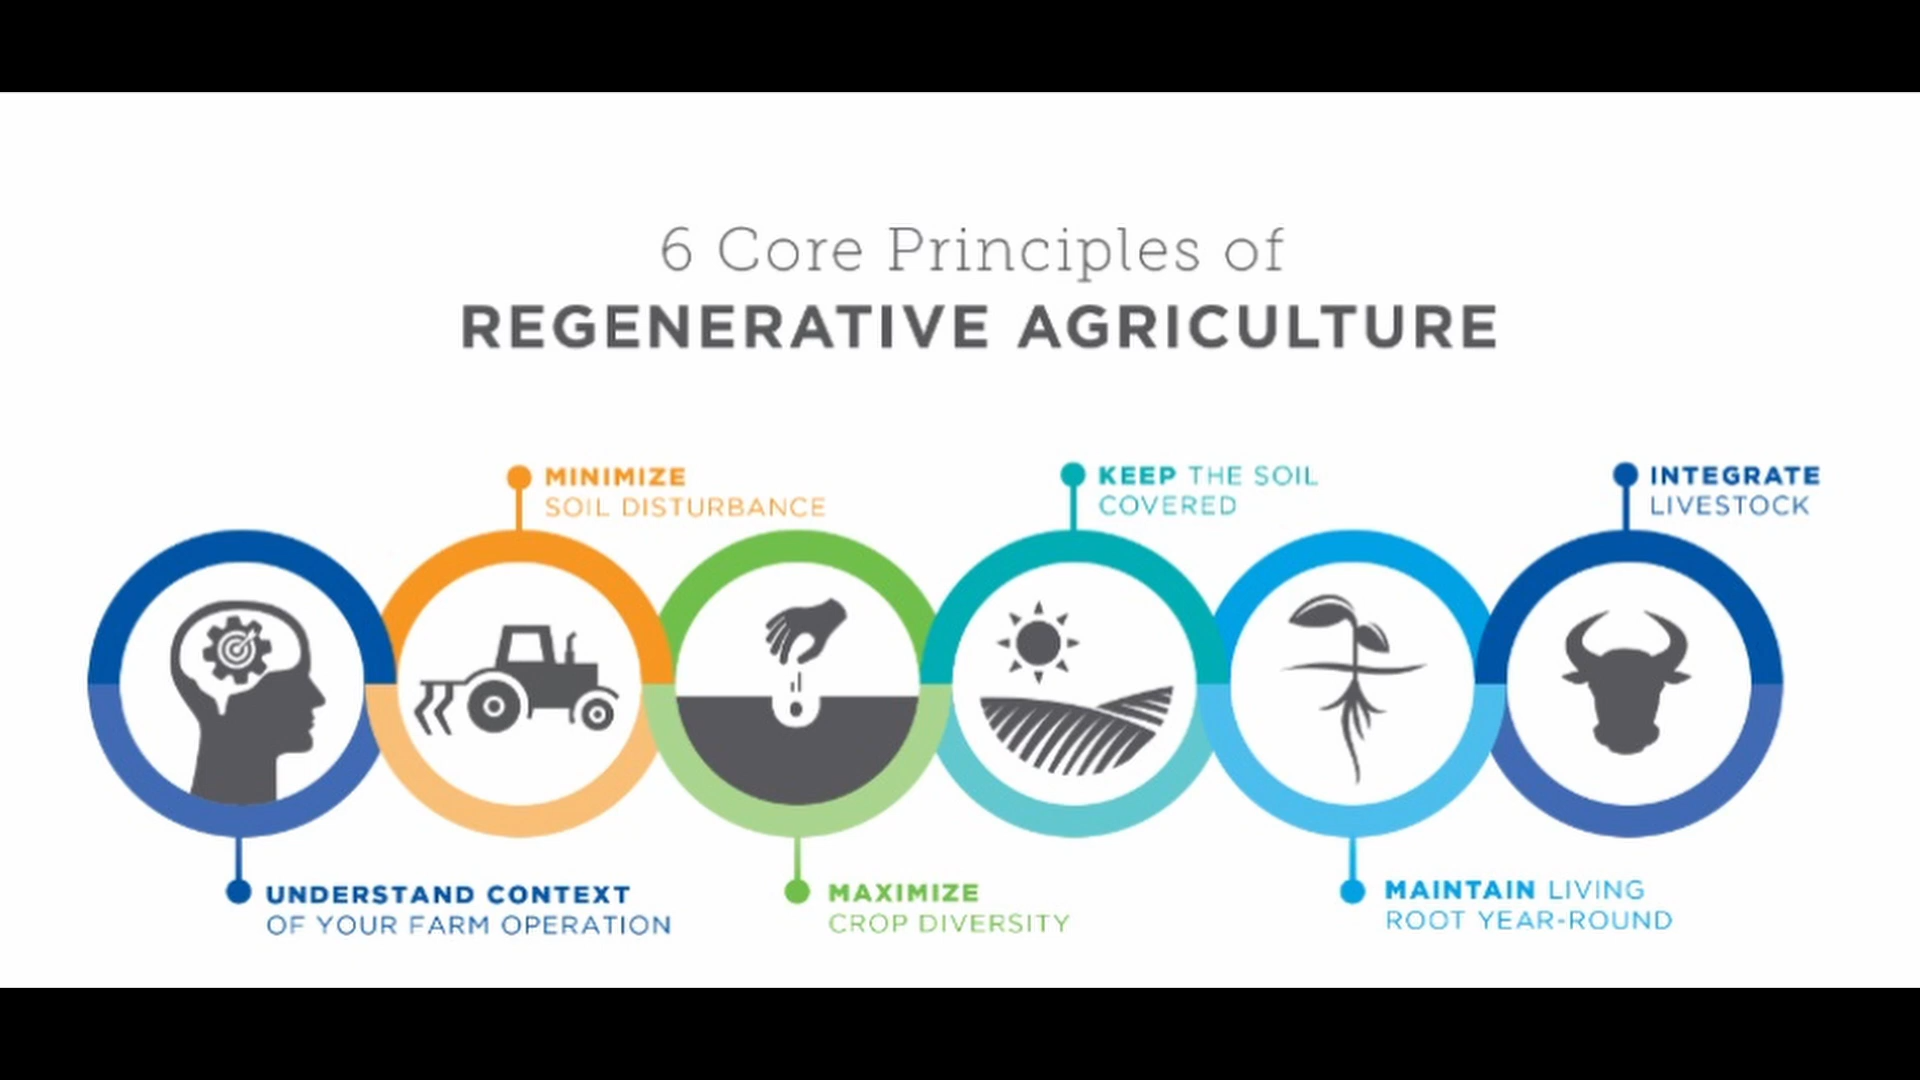 6 Core Principles of
REGENERATIVE AGRICULTURE
MINIMIZE
SOIL DISTURBANCE
KEEP THE SOIL
COVERED
INTEGRATE
LIVESTOCK
UNDERSTAND CONTEXT
OF YOUR FARM OPERATION
MAXIMIZE
CROP DIVERSITY
MAINTAIN LIVING
ROOT YEAR-ROUND